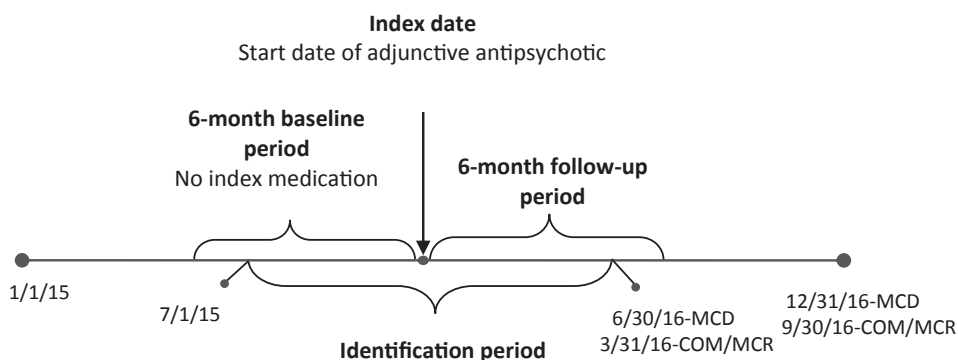 Index date
Start date of adjunctive antipsychotic
6-month baseline
period
No index medication
6-month follow-up
period
1/1/15
7/1/15
6/30/16-MCD
3/31/16-COM/MCR
12/31/16-MCD
9/30/16-COM/MCR
Identification period